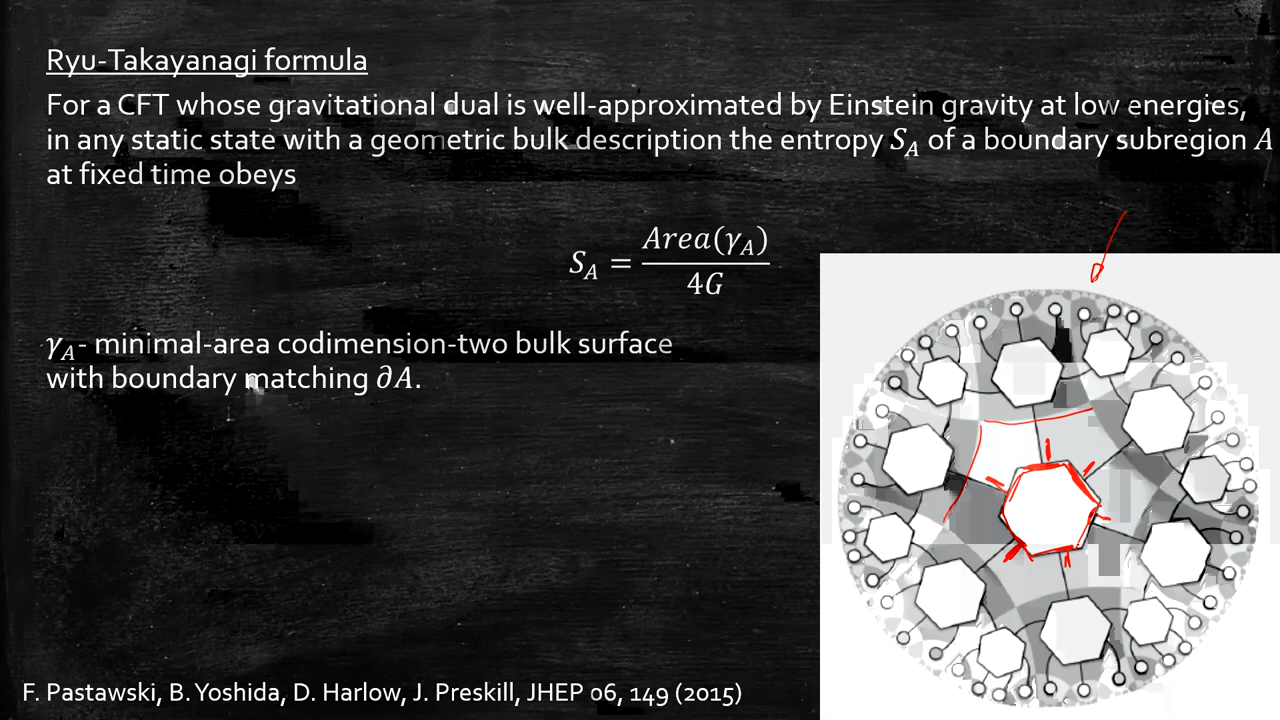 Ryu-Takayanagi formula
For a CFT whose gravitational dual is well-approximated by Einstein gravity at low energies,
in any static state with a geometric bulk description the entropy S_A of a boundary subregion A
at fixed time obeys
S_A = Area(γ_A) / 4G
γ_A - minimal-area codimension-two bulk surface
with boundary matching ∂A.
F. Pastawski, B. Yoshida, D. Harlow, J. Preskill, JHEP 06, 149 (2015)